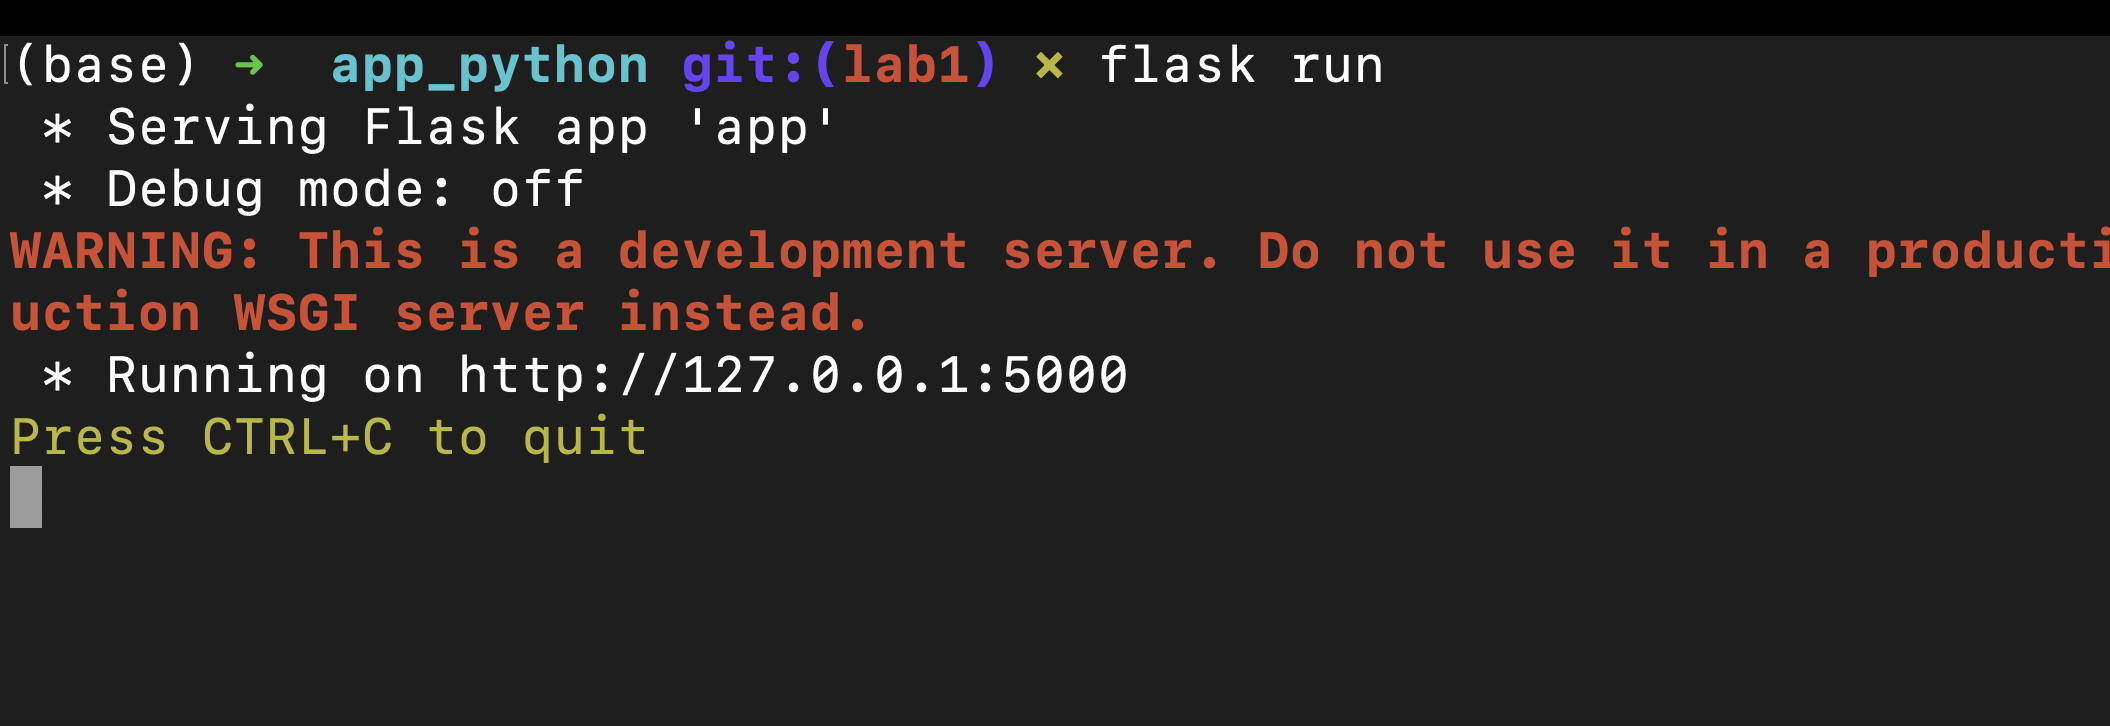 (base) ➜  app_python git:(lab1) ✗ flask run
 * Serving Flask app 'app'
 * Debug mode: off
WARNING: This is a development server. Do not use it in a producti
uction WSGI server instead.
 * Running on http://127.0.0.1:5000
Press CTRL+C to quit